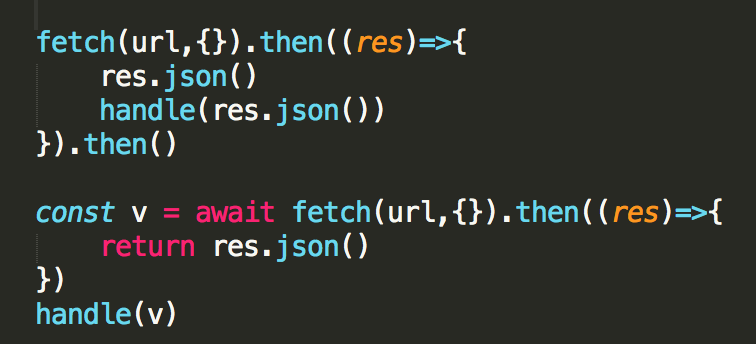 fetch(url,{}).then((res)=>{
    res.json()
    handle(res.json())
}).then()

const v = await fetch(url,{}).then((res)=>{
    return res.json()
})
handle(v)